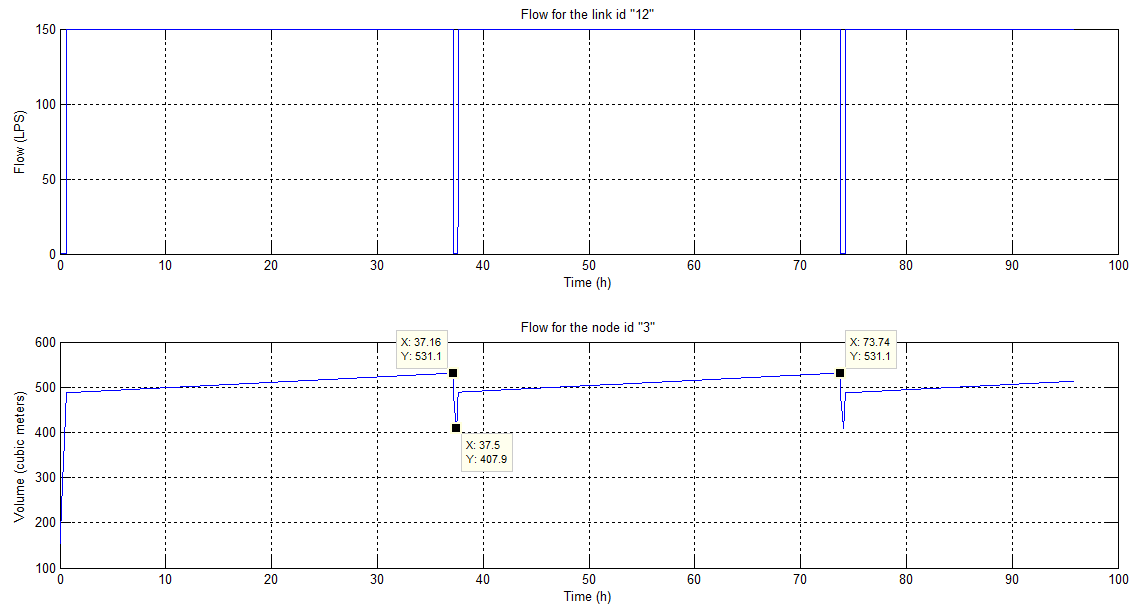 Flow for the link id "12"
150
100
50
0
Flow (LPS)
0 10 20 30 40 50 60 70 80 90 100
Time (h)
Flow for the node id "3"
600
500
400
300
200
100
Volume (cubic meters)
X: 37.16
Y: 531.1
X: 73.74
Y: 531.1
X: 37.5
Y: 407.9
0 10 20 30 40 50 60 70 80 90 100
Time (h)